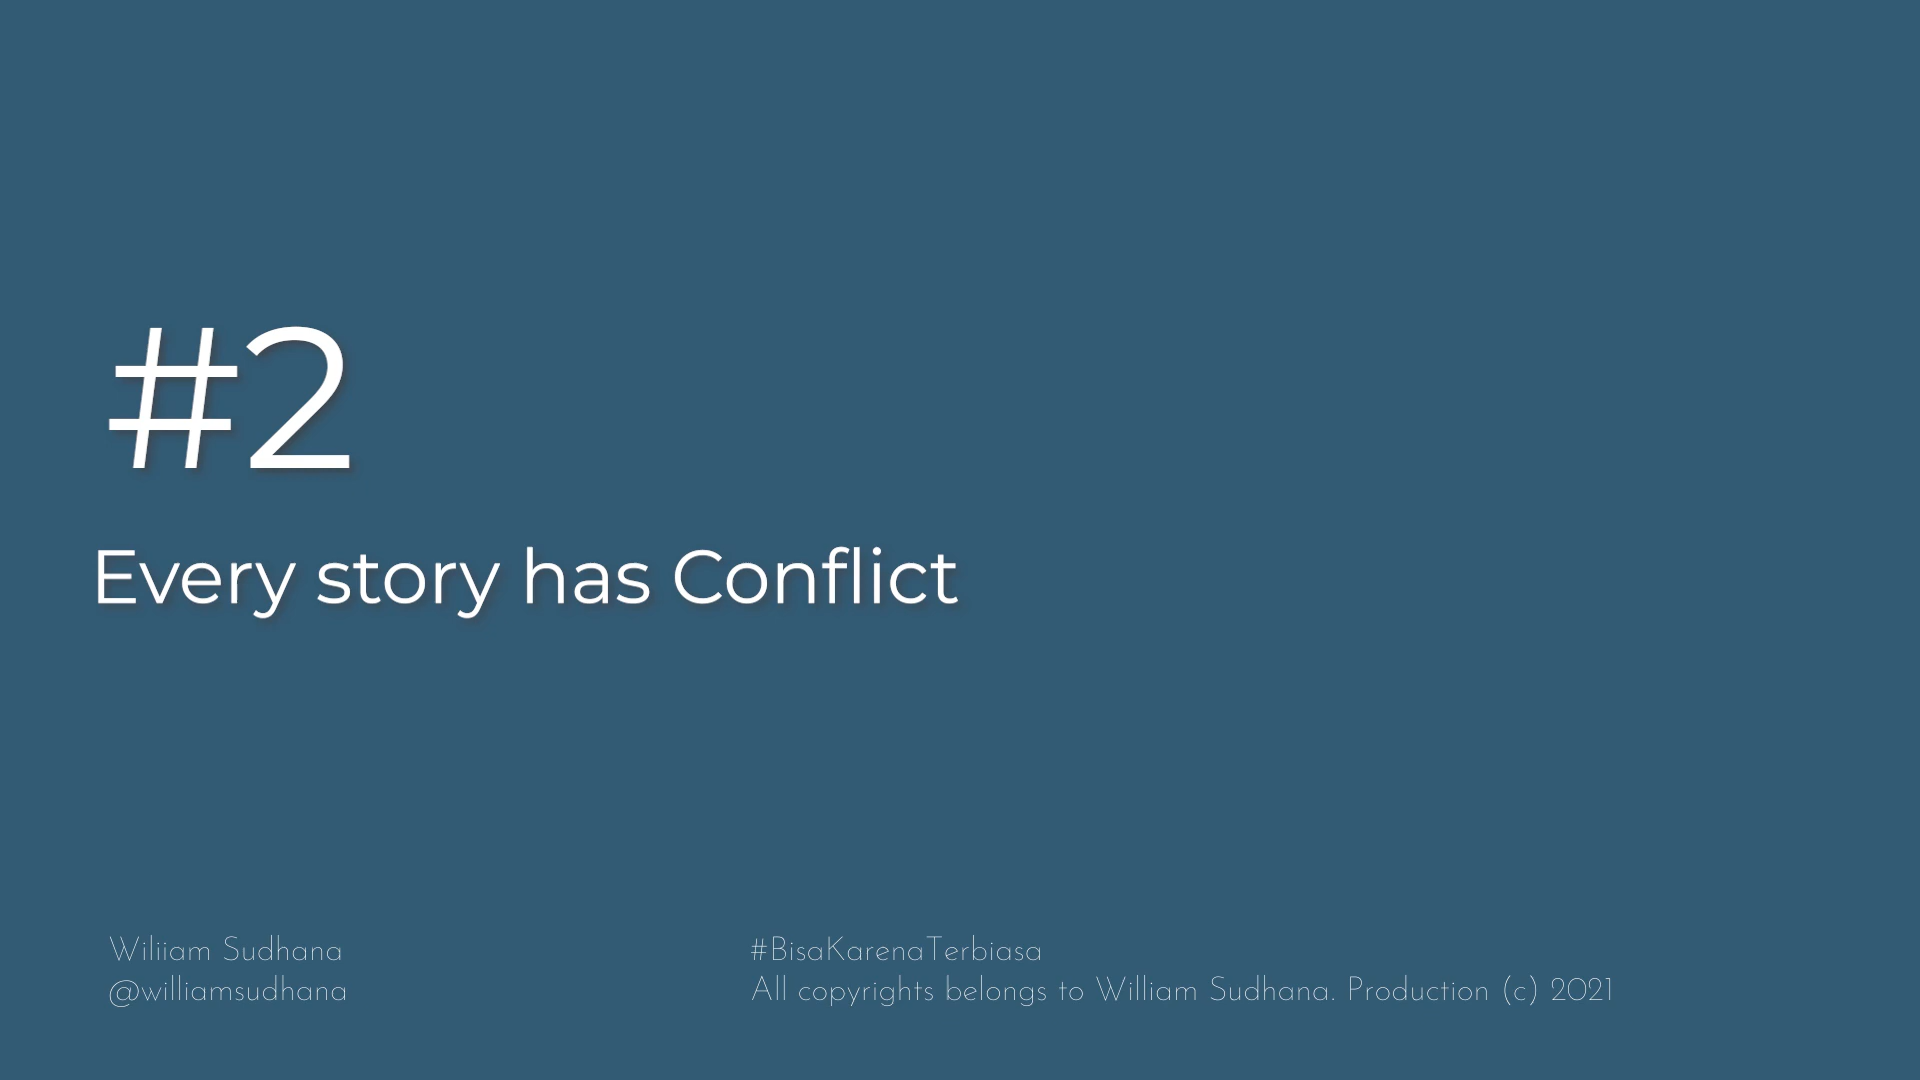 #2
Every story has Conflict
Wiliiam Sudhana
@williamsudhana
#BisaKarenaTerbiasa
All copyrights belongs to William Sudhana. Production (c) 2021